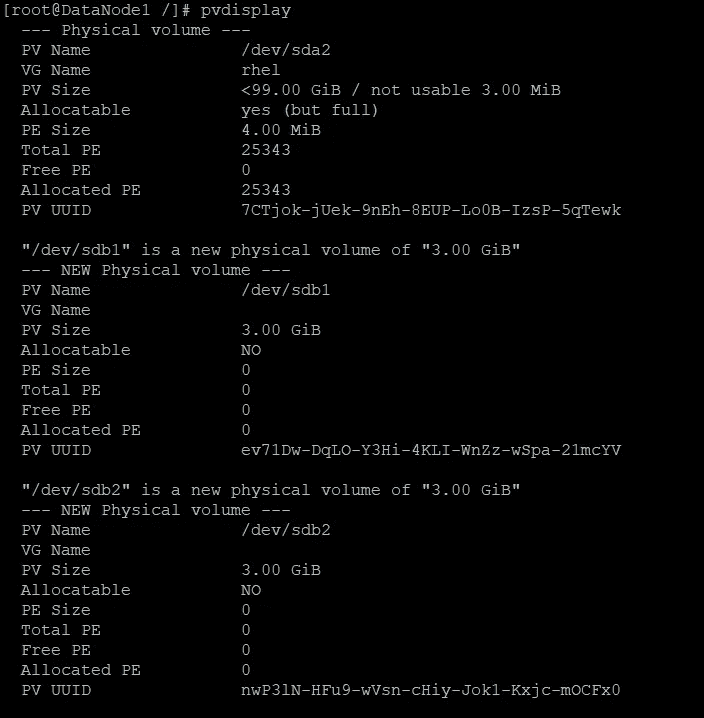 [root@DataNode1 /]# pvdisplay
--- Physical volume ---
PV Name /dev/sda2
VG Name rhel
PV Size <99.00 GiB / not usable 3.00 MiB
Allocatable yes (but full)
PE Size 4.00 MiB
Total PE 25343
Free PE 0
Allocated PE 25343
PV UUID 7CTjok-jUek-9nEh-8EUP-Lo0B-IzsP-5qTewk
"/dev/sdb1" is a new physical volume of "3.00 GiB"
--- NEW Physical volume ---
PV Name /dev/sdb1
VG Name
PV Size 3.00 GiB
Allocatable NO
PE Size 0
Total PE 0
Free PE 0
Allocated PE 0
PV UUID ev71Dw-DqLO-Y3Hi-4KLI-WnZz-wSpa-21mcYV
"/dev/sdb2" is a new physical volume of "3.00 GiB"
--- NEW Physical volume ---
PV Name /dev/sdb2
VG Name
PV Size 3.00 GiB
Allocatable NO
PE Size 0
Total PE 0
Free PE 0
Allocated PE 0
PV UUID nwP3lN-HFu9-wVsn-cHiy-Jok1-Kxjc-mOCFx0